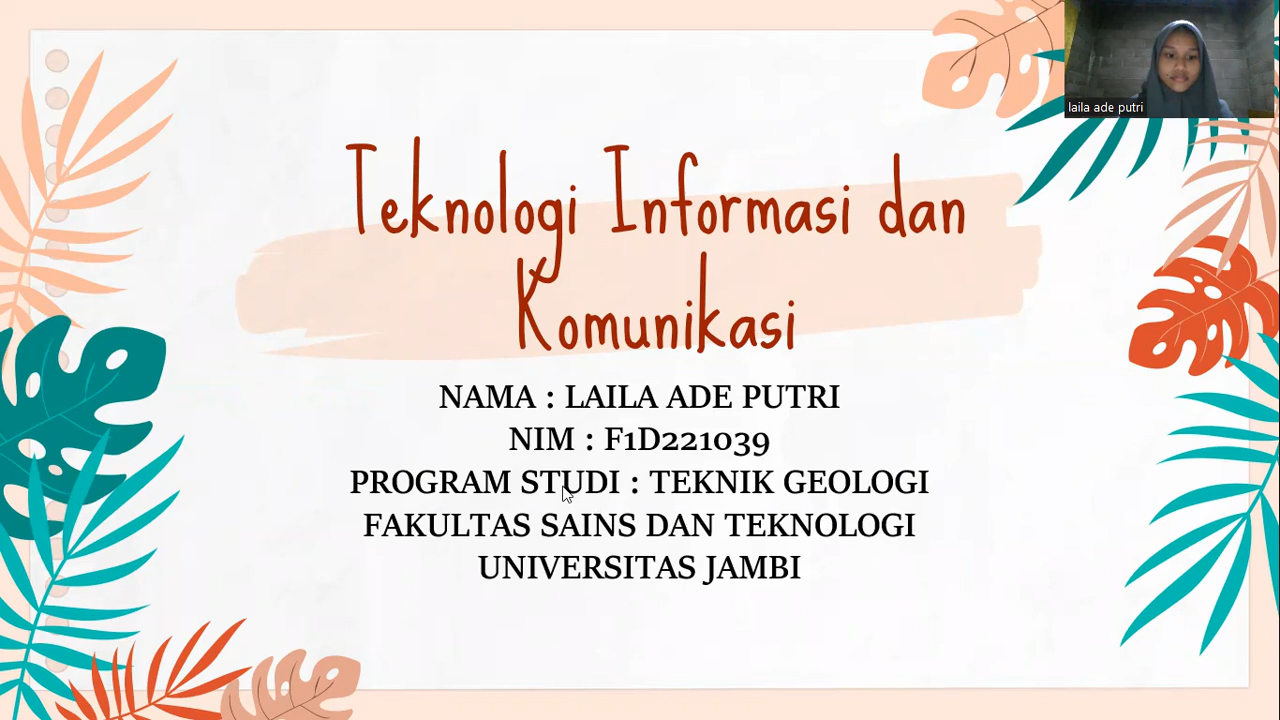 laila ade putri
Teknologi Informasi dan
Komunikasi
NAMA : LAILA ADE PUTRI
NIM : F1D221039
PROGRAM STUDI : TEKNIK GEOLOGI
FAKULTAS SAINS DAN TEKNOLOGI
UNIVERSITAS JAMBI